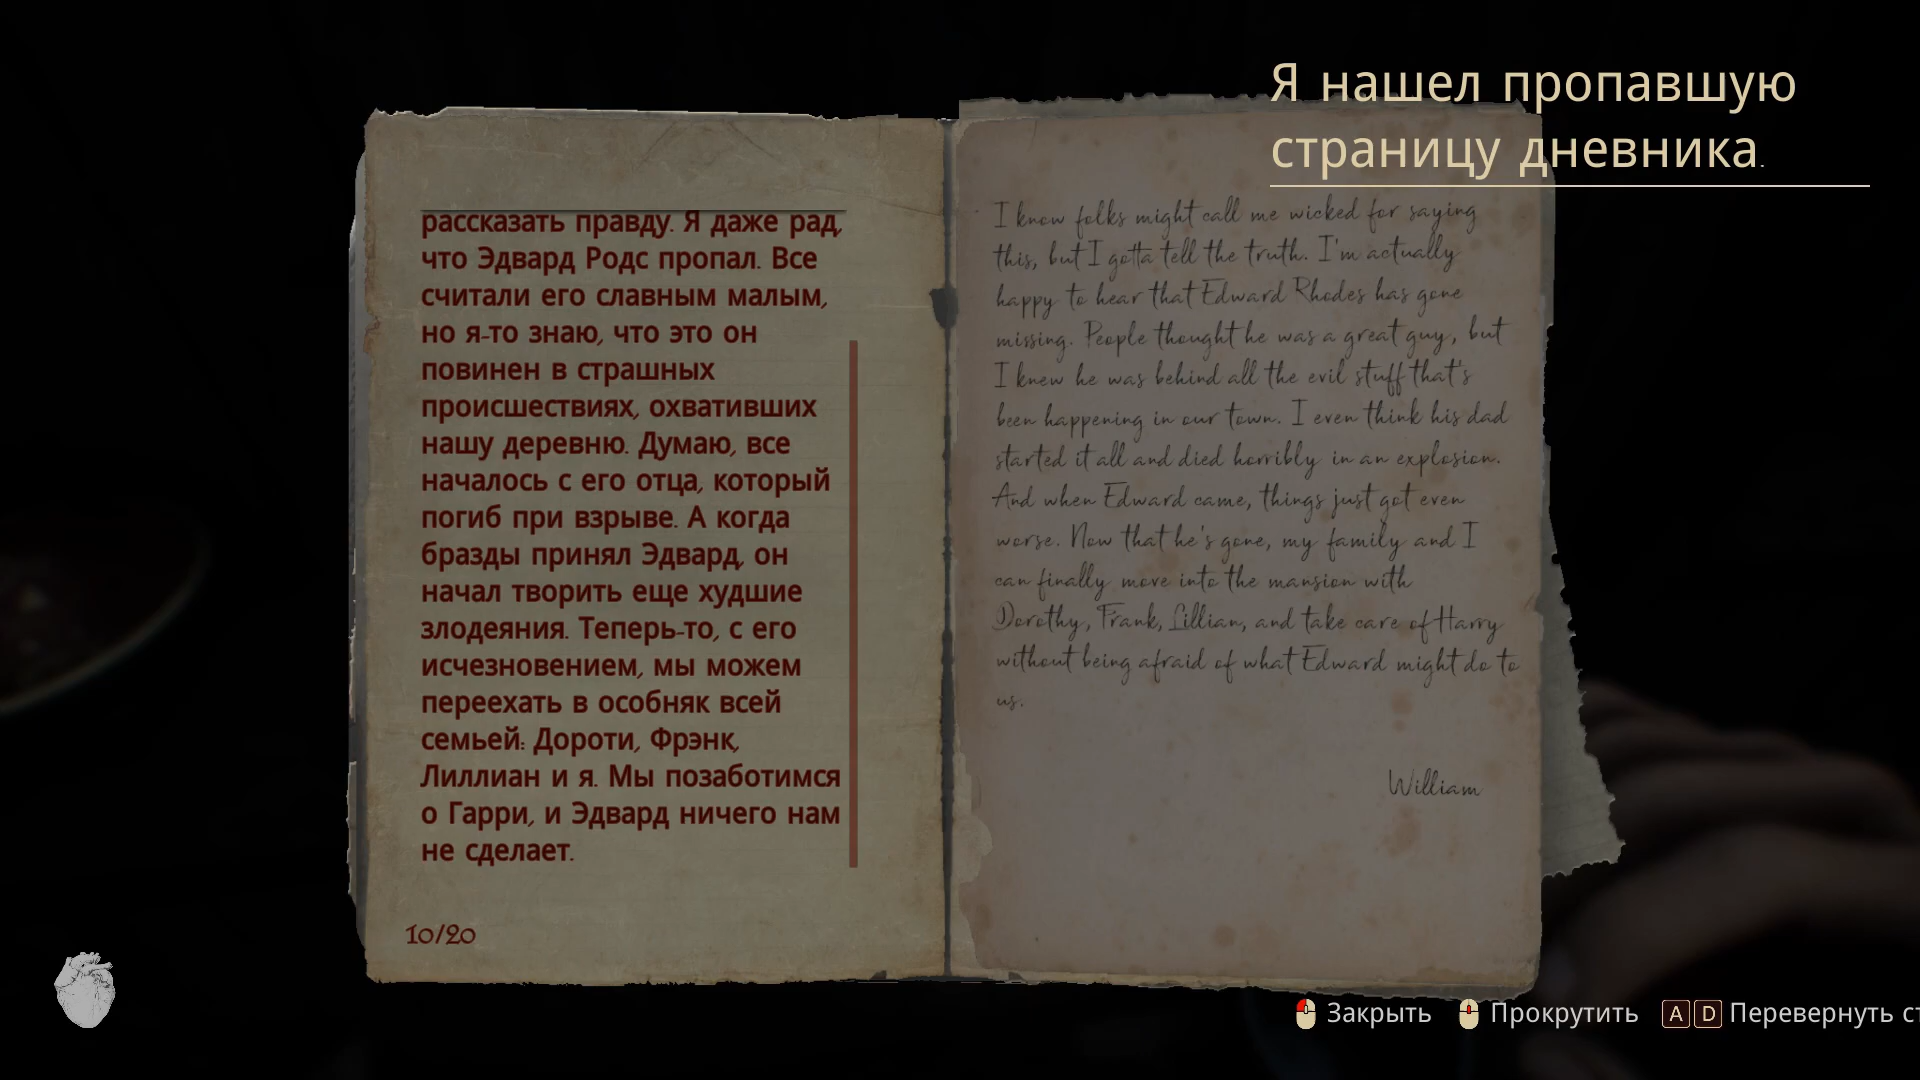 Я нашел пропавшую
страницу дневника.
рассказать правду. Я даже рад,
что Эдвард Родс пропал. Все
считали его славным малым,
но я-то знаю, что это он
повинен в страшных
происшествиях, охвативших
нашу деревню. Думаю, все
началось с его отца, который
погиб при взрыве. А когда
бразды принял Эдвард, он
начал творить еще худшие
злодеяния. Теперь-то, с его
исчезновением, мы можем
переехать в особняк всей
семьей: Дороти, Фрэнк,
Лиллиан и я. Мы позаботимся
о Гарри, и Эдвард ничего нам
не сделает.
10/20
I know folks might call me wicked for saying
this, but I gotta tell the truth. I'm actually
happy to hear that Edward Rhodes has gone
missing. People thought he was a great guy, but
I knew he was behind all the evil stuff that's
been happening in our town. I even think his dad
started it all and died horribly in an explosion.
And when Edward came, things just got even
worse. Now that he's gone, my family and I
can finally move into the mansion with
Dorothy, Frank, Lillian, and take care of Harry
without being afraid of what Edward might do to
us.
William
Закрыть Прокрутить A D Перевернуть ст